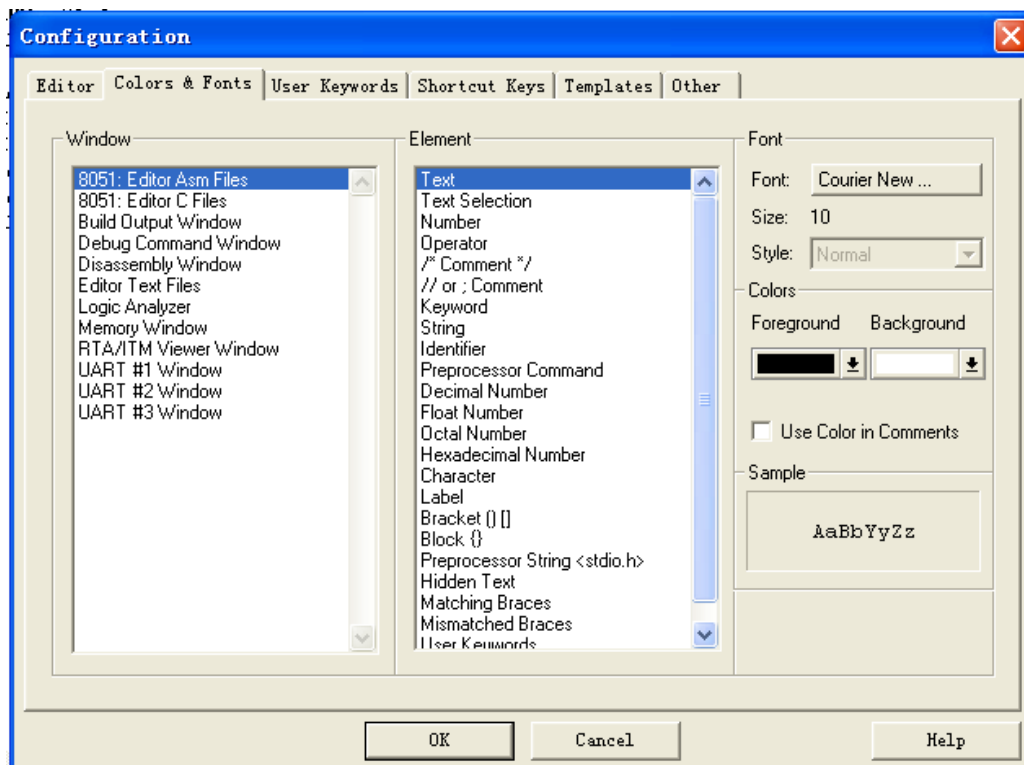 Configuration
Editor
Colors & Fonts
User Keywords
Shortcut Keys
Templates
Other
Window
8051: Editor Asm Files
8051: Editor C Files
Build Output Window
Debug Command Window
Disassembly Window
Editor Text Files
Logic Analyzer
Memory Window
RTA/ITM Viewer Window
UART #1 Window
UART #2 Window
UART #3 Window
Element
Text
Text Selection
Number
Operator
/* Comment */
// or ; Comment
Keyword
String
Identifier
Preprocessor Command
Decimal Number
Float Number
Octal Number
Hexadecimal Number
Character
Label
Bracket () []
Block {}
Preprocessor String <stdio.h>
Hidden Text
Matching Braces
Mismatched Braces
User Keywords
Font
Font: Courier New ...
Size: 10
Style: Normal
Colors
Foreground Background
Use Color in Comments
Sample
AaBbYyZz
OK
Cancel
Help